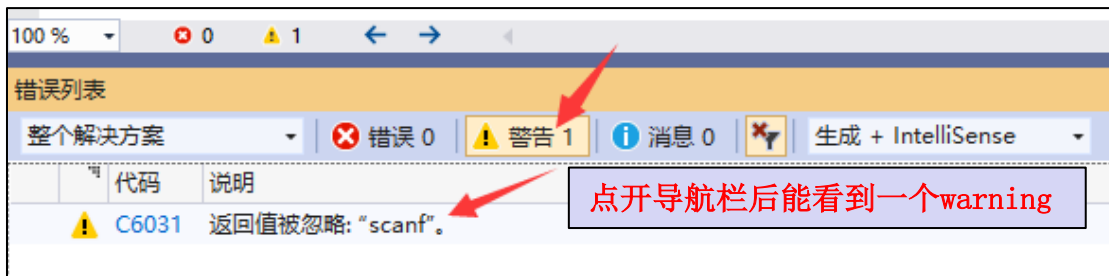 100 % 0 1
错误列表
整个解决方案 错误 0 警告 1 消息 0 生成 + IntelliSense
代码 说明
C6031 返回值被忽略: “scanf”。
点开导航栏后能看到一个warning